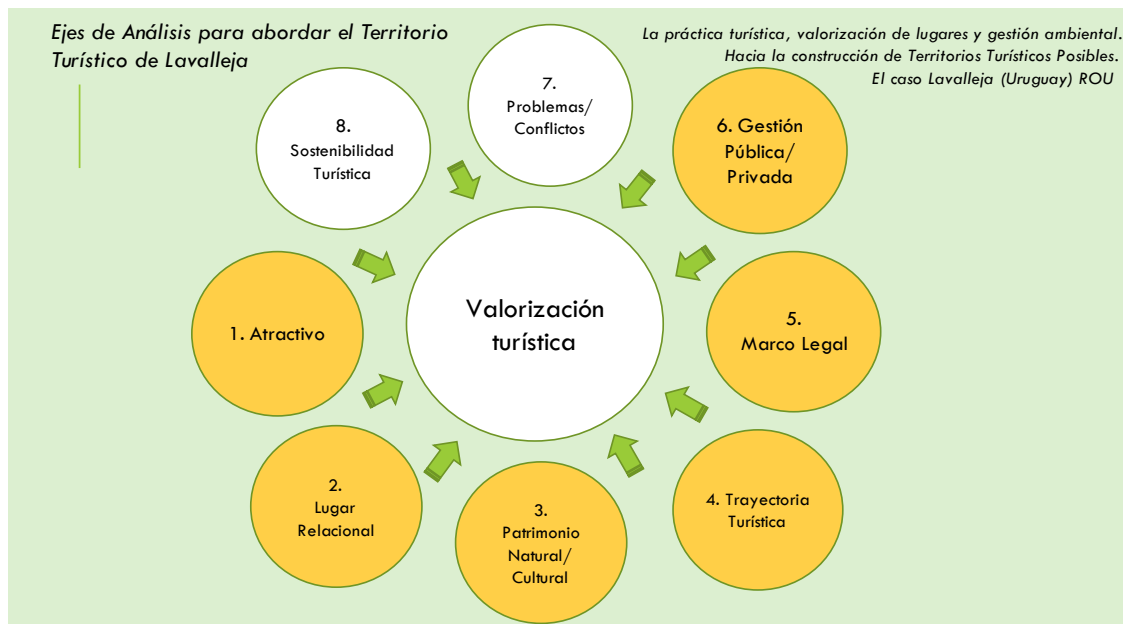 Ejes de Análisis para abordar el Territorio
Turístico de Lavalleja
La práctica turística, valorización de lugares y gestión ambiental.
Hacia la construcción de Territorios Turísticos Posibles.
El caso Lavalleja (Uruguay) ROU
7.
Problemas/
Conflictos
8.
Sostenibilidad
Turística
6. Gestión
Pública/
Privada
Valorización
turística
1. Atractivo
5.
Marco Legal
2.
Lugar
Relacional
3.
Patrimonio
Natural/
Cultural
4. Trayectoria
Turística